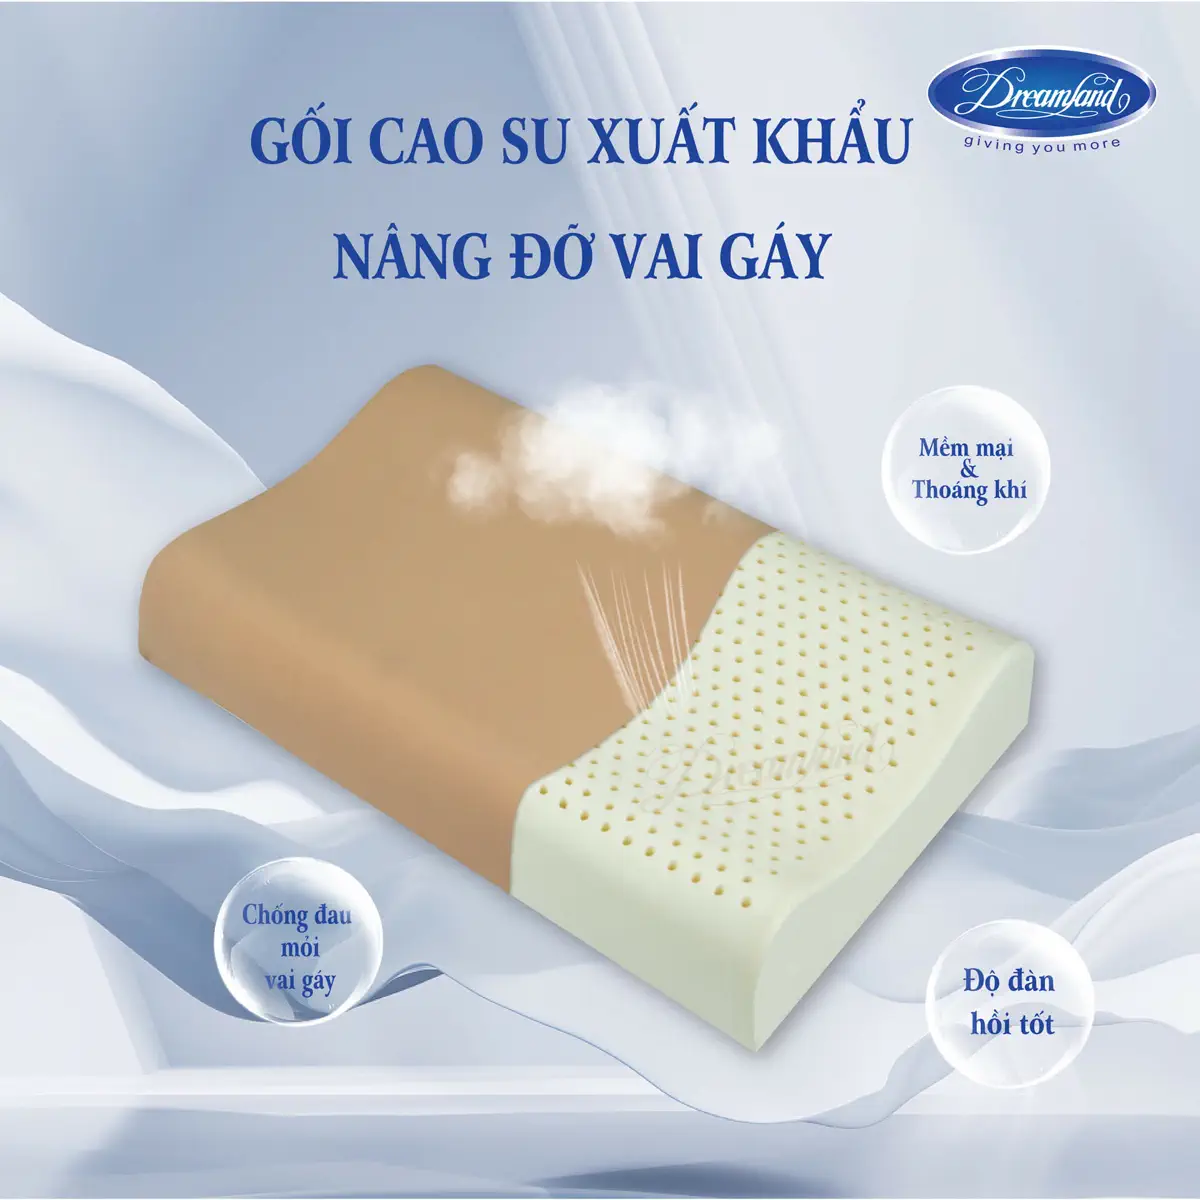 Dreamland
giving you more
GỐI CAO SU XUẤT KHẨU
NÂNG ĐỠ VAI GÁY
Mềm mại
&
Thoáng khí
Dreamland
Chống đau
mỏi
vai gáy
Độ đàn
hồi tốt